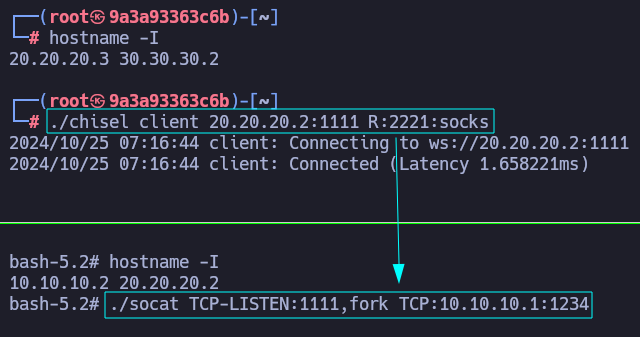 ┌──(root㉿9a3a93363c6b)-[~]
└─# hostname -I
20.20.20.3 30.30.30.2
┌──(root㉿9a3a93363c6b)-[~]
└─# ./chisel client 20.20.20.2:1111 R:2221:socks
2024/10/25 07:16:44 client: Connecting to ws://20.20.20.2:1111
2024/10/25 07:16:44 client: Connected (Latency 1.658221ms)
bash-5.2# hostname -I
10.10.10.2 20.20.20.2
bash-5.2# ./socat TCP-LISTEN:1111,fork TCP:10.10.10.1:1234